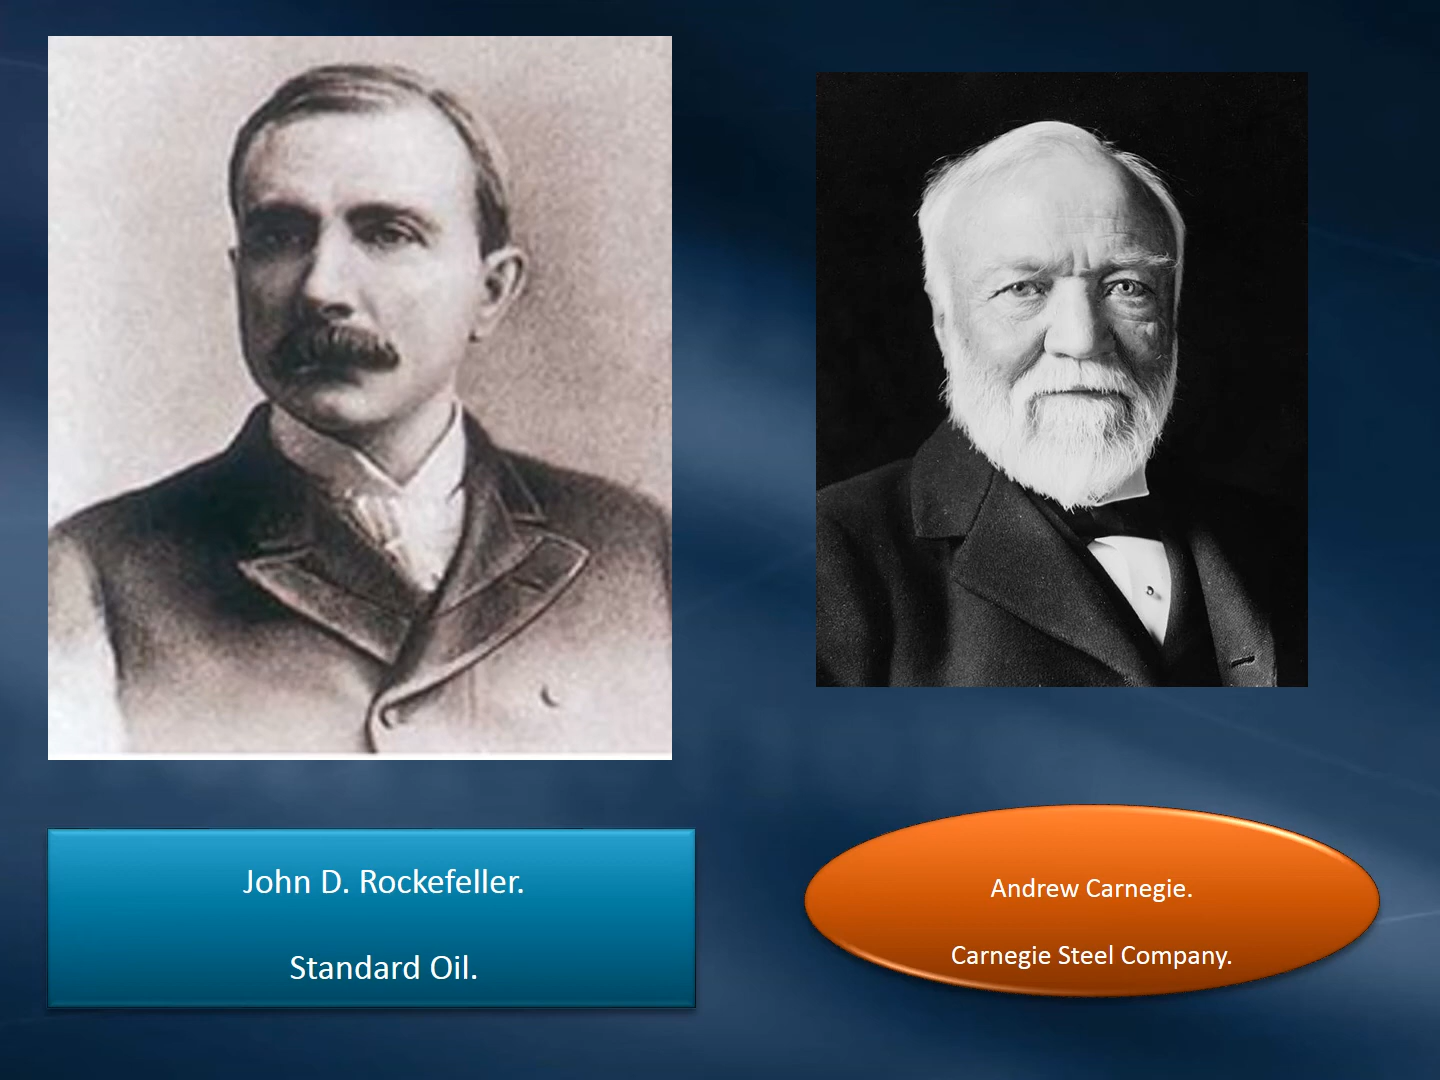 John D. Rockefeller.
Standard Oil.
Andrew Carnegie.
Carnegie Steel Company.